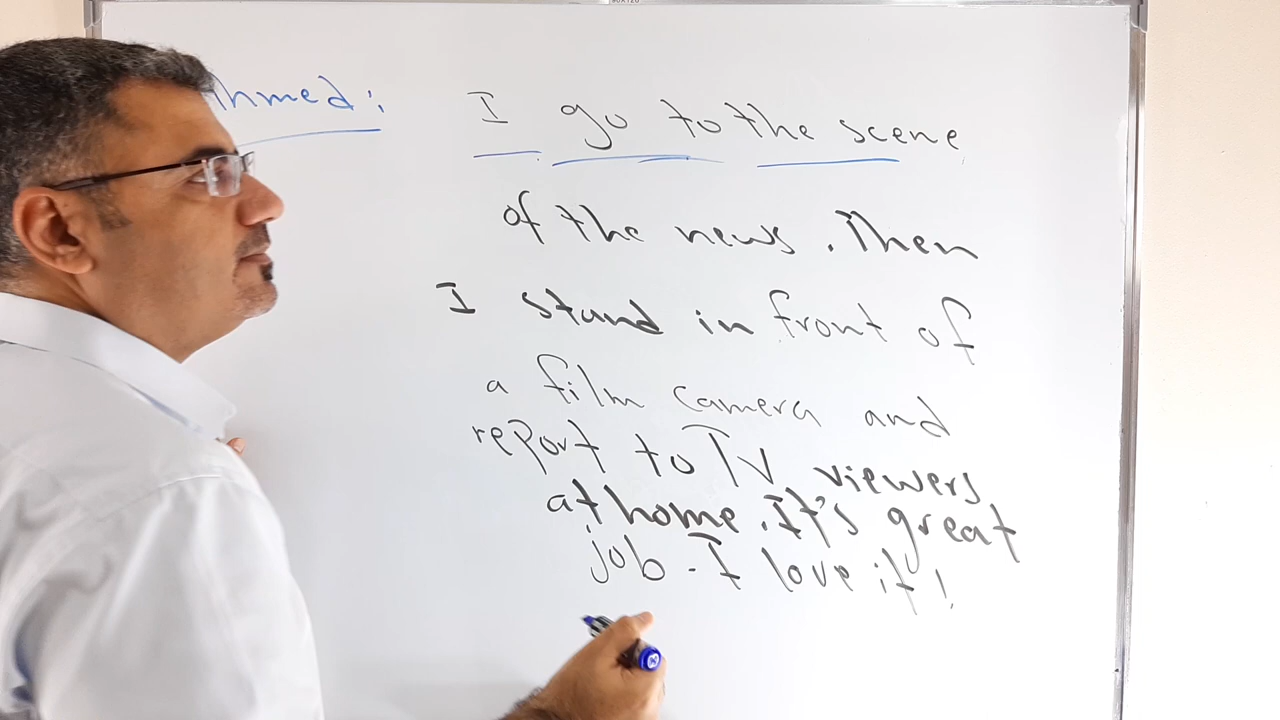 Ahmed: I go to the scene
of the news. Then
I stand in front of
a film camera and
report to TV viewers
at home. It's great
job. I love it!